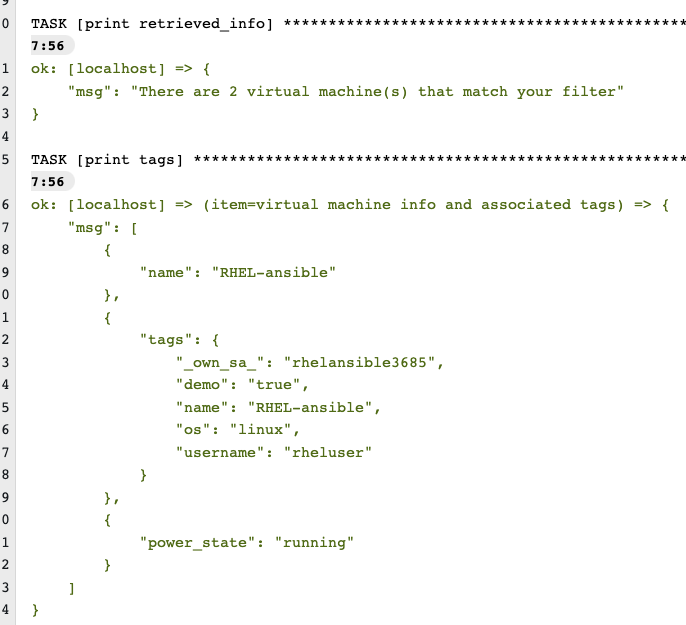 9
0 TASK [print retrieved_info] *********************************************
7:56
1 ok: [localhost] => {
2 "msg": "There are 2 virtual machine(s) that match your filter"
3 }
4
5 TASK [print tags] *******************************************************
7:56
6 ok: [localhost] => (item=virtual machine info and associated tags) => {
7 "msg": [
8 {
9 "name": "RHEL-ansible"
0 },
1 {
2 "tags": {
3 "_own_sa_": "rhelansible3685",
4 "demo": "true",
5 "name": "RHEL-ansible",
6 "os": "linux",
7 "username": "rheluser"
8 }
9 },
0 {
1 "power_state": "running"
2 }
3 ]
4 }